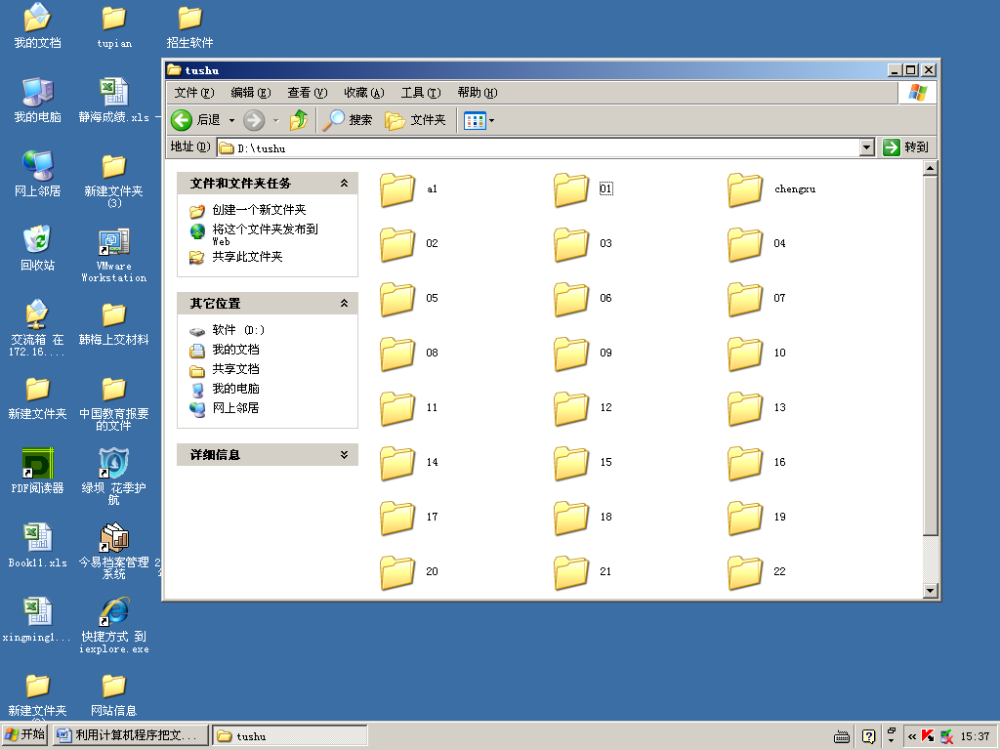 我的文档
tupian
招生软件
我的电脑
静海成绩.xls
网上邻居
新建文件夹
(3)
回收站
VMware
Workstation
交流箱 在
172.16....
韩梅上交材料
新建文件夹
中国教育报要
的文件
PDF阅读器
绿坝 花季护
航
Book11.xls
今易档案管理
系统
xingming1...
快捷方式 到
iexplore.exe
新建文件夹
网站信息
tushu
文件(F) 编辑(E) 查看(V) 收藏(A) 工具(T) 帮助(H)
后退 搜索 文件夹
地址(D) D:\tushu 转到
文件和文件夹任务
创建一个新文件夹
将这个文件夹发布到
Web
共享此文件夹
其它位置
软件 (D:)
我的文档
共享文档
我的电脑
网上邻居
详细信息
a1 01 chengxu
02 03 04
05 06 07
08 09 10
11 12 13
14 15 16
17 18 19
20 21 22
开始 利用计算机程序把文... tushu 15:37